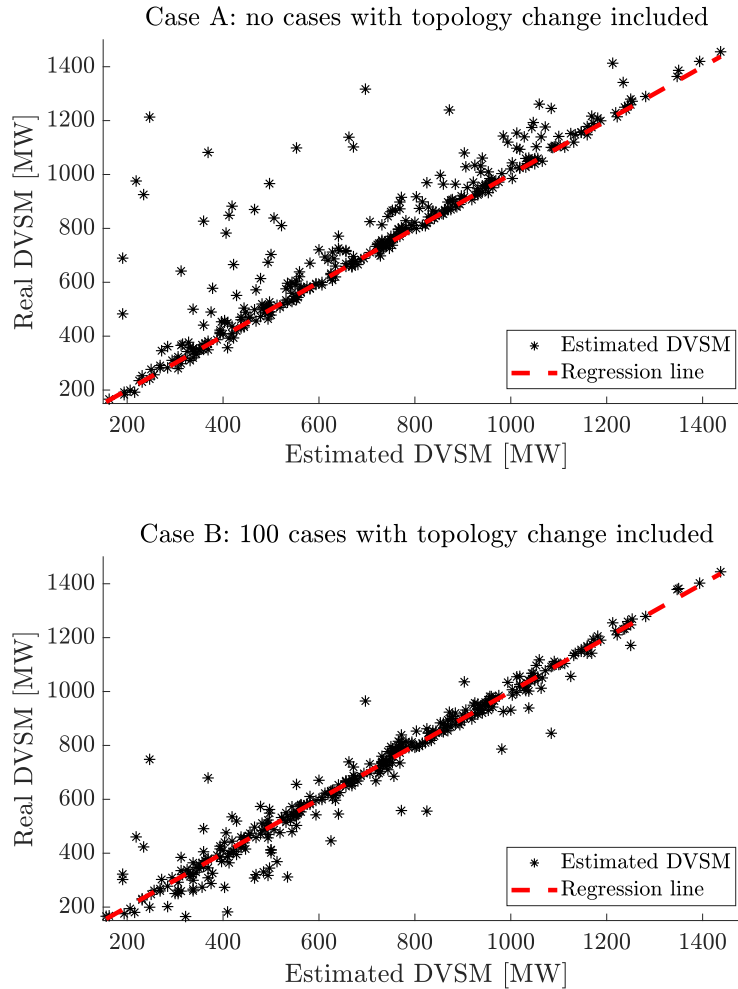 Case A: no cases with topology change included
1400
1200
1000
800
600
400
200
Real DVSM [MW]
Estimated DVSM
Regression line
200 400 600 800 1000 1200 1400
Estimated DVSM [MW]
Case B: 100 cases with topology change included
1400
1200
1000
800
600
400
200
Real DVSM [MW]
Estimated DVSM
Regression line
200 400 600 800 1000 1200 1400
Estimated DVSM [MW]